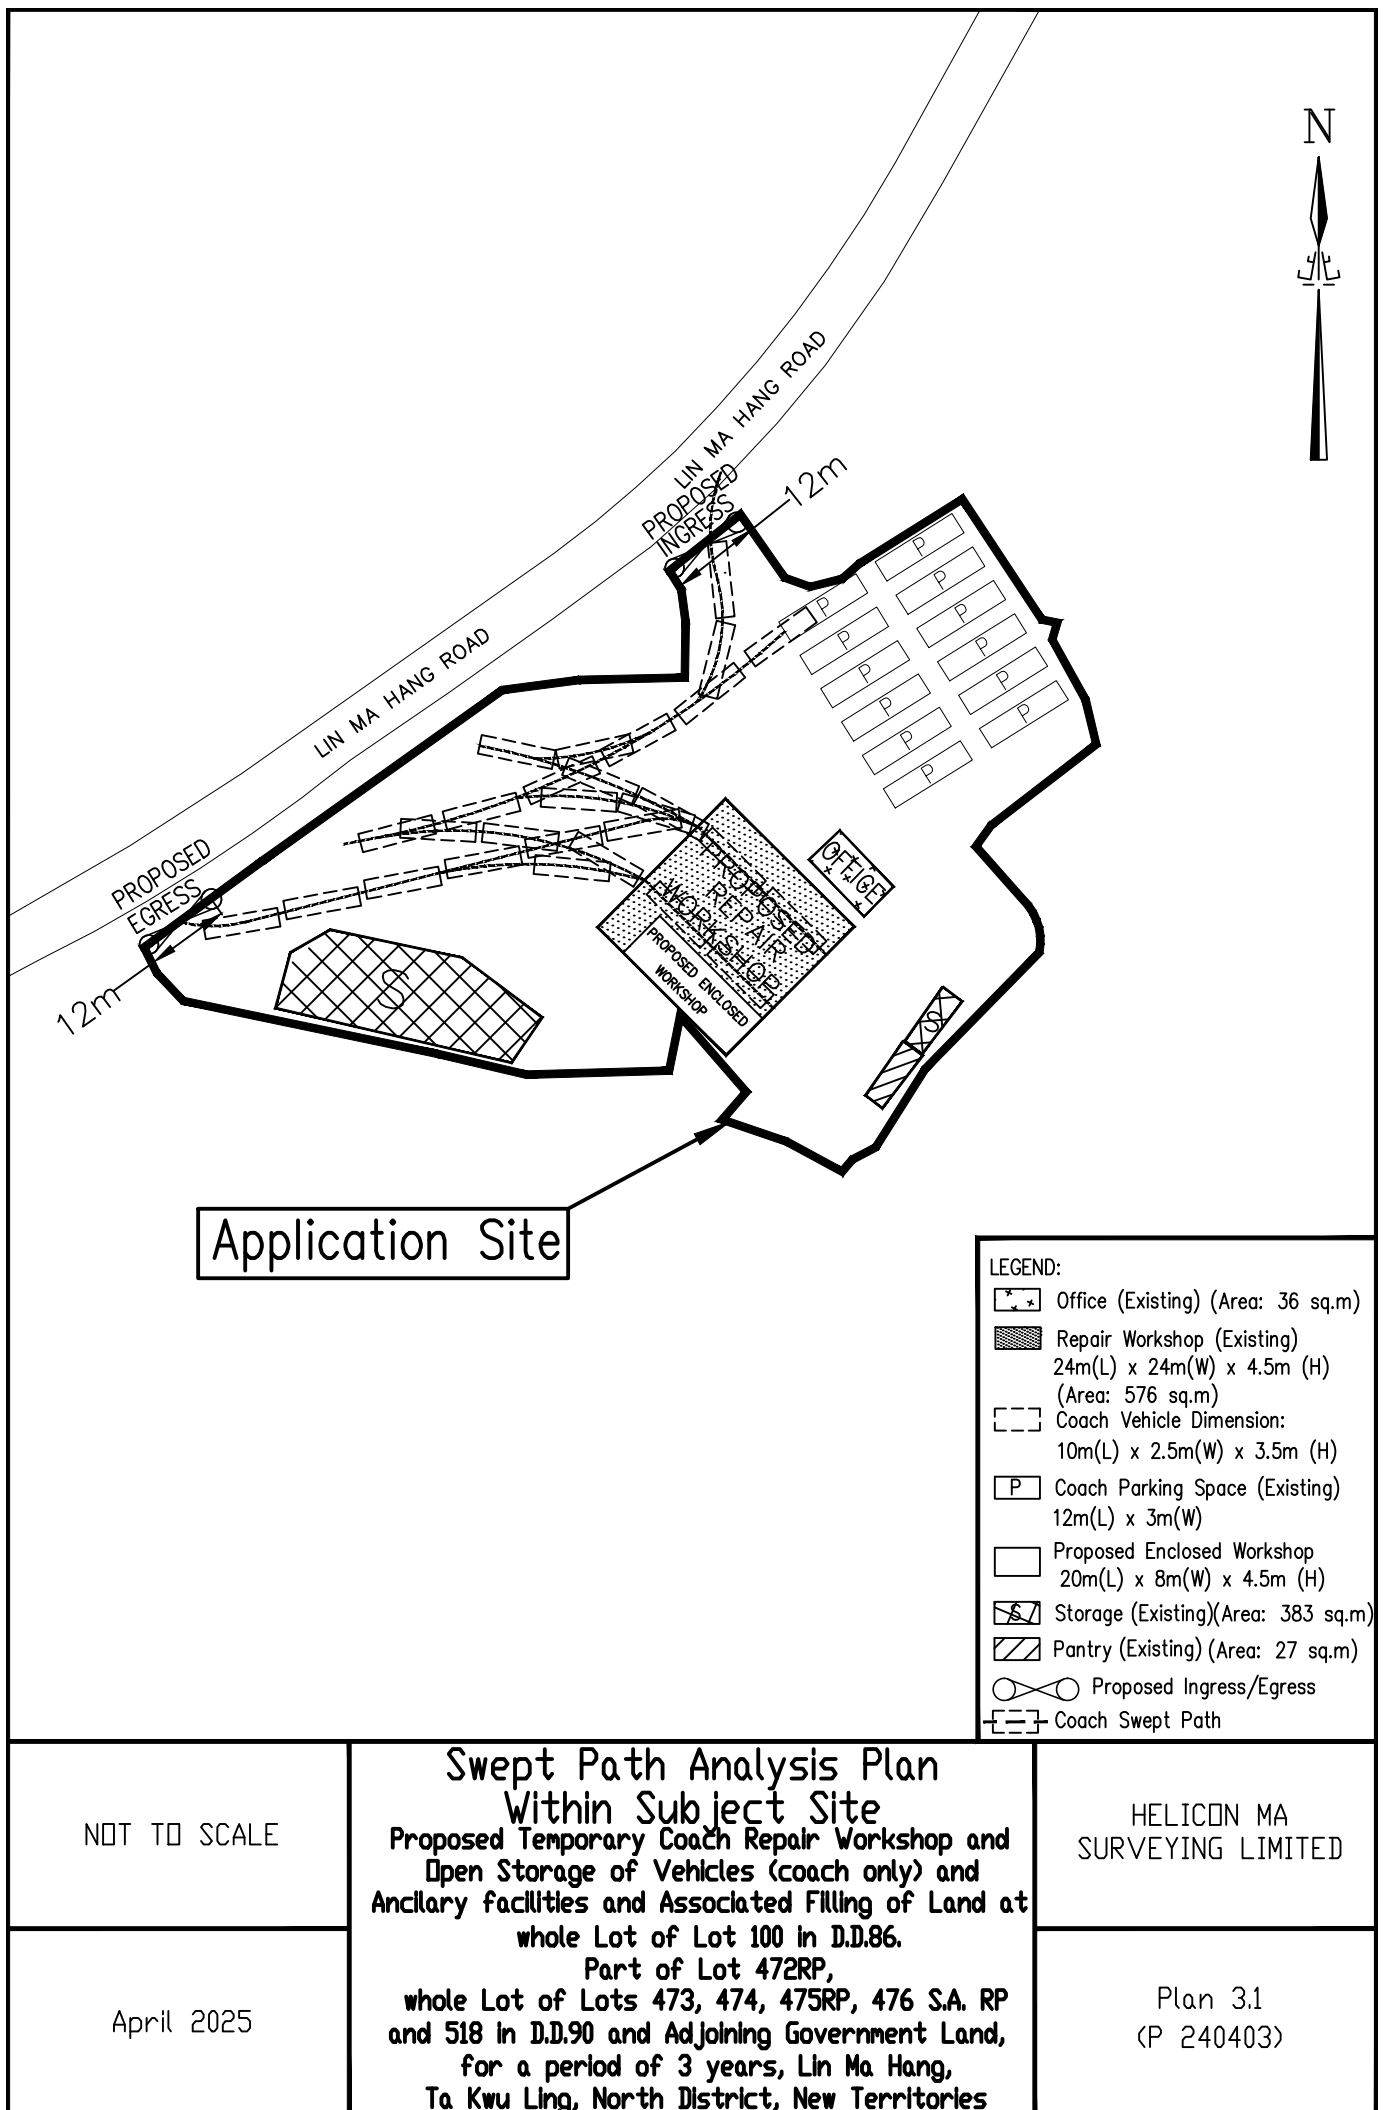 N
LIN MA HANG ROAD
12m
PROPOSED
INGRESS
P
P
P
P
P
P
P
P
P
P
P
P
LIN MA HANG ROAD
PROPOSED
EGRESS
12m
OFFICE
PROPOSED
REPAIR
WORKSHOP
PROPOSED ENCLOSED
WORKSHOP
S
S
Application Site
LEGEND:
Office (Existing) (Area: 36 sq.m)
Repair Workshop (Existing)
24m(L) x 24m(W) x 4.5m (H)
(Area: 576 sq.m)
Coach Vehicle Dimension:
10m(L) x 2.5m(W) x 3.5m (H)
P Coach Parking Space (Existing)
12m(L) x 3m(W)
Proposed Enclosed Workshop
20m(L) x 8m(W) x 4.5m (H)
S Storage (Existing)(Area: 383 sq.m)
Pantry (Existing) (Area: 27 sq.m)
Proposed Ingress/Egress
Coach Swept Path
NOT TO SCALE
April 2025
Swept Path Analysis Plan
Within Subject Site
Proposed Temporary Coach Repair Workshop and
Open Storage of Vehicles (coach only) and
Ancilary facilities and Associated Filling of Land at
whole Lot of Lot 100 in D.D.86.
Part of Lot 472RP,
whole Lot of Lots 473, 474, 475RP, 476 S.A. RP
and 518 in D.D.90 and Adjoining Government Land,
for a period of 3 years, Lin Ma Hang,
Ta Kwu Ling, North District, New Territories
HELICON MA
SURVEYING LIMITED
Plan 3.1
(P 240403)